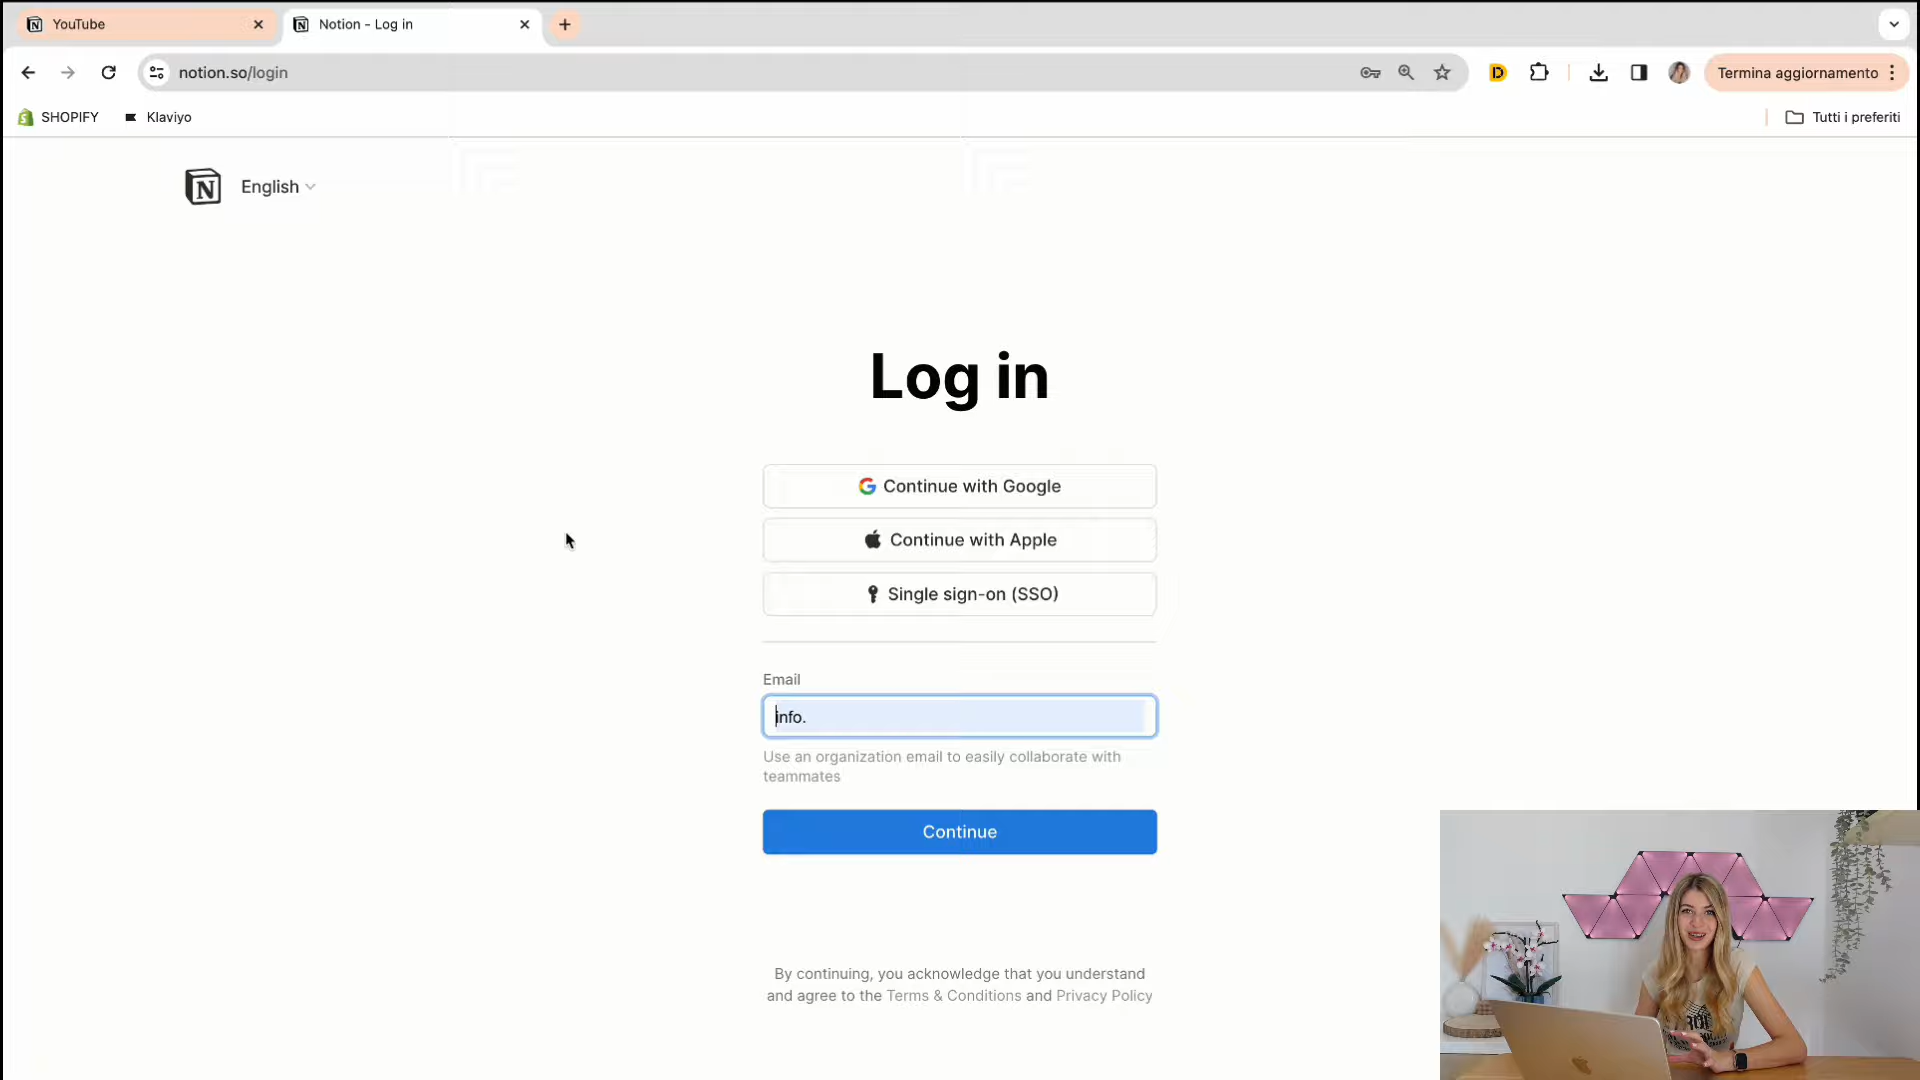 YouTube
Notion - Log in
notion.so/login
D
Termina aggiornamento
SHOPIFY
Klaviyo
Tutti i preferiti
N
English
Log in
Continue with Google
Continue with Apple
Single sign-on (SSO)
Email
info.
Use an organization email to easily collaborate with
teammates
Continue
By continuing, you acknowledge that you understand
and agree to the Terms & Conditions and Privacy Policy